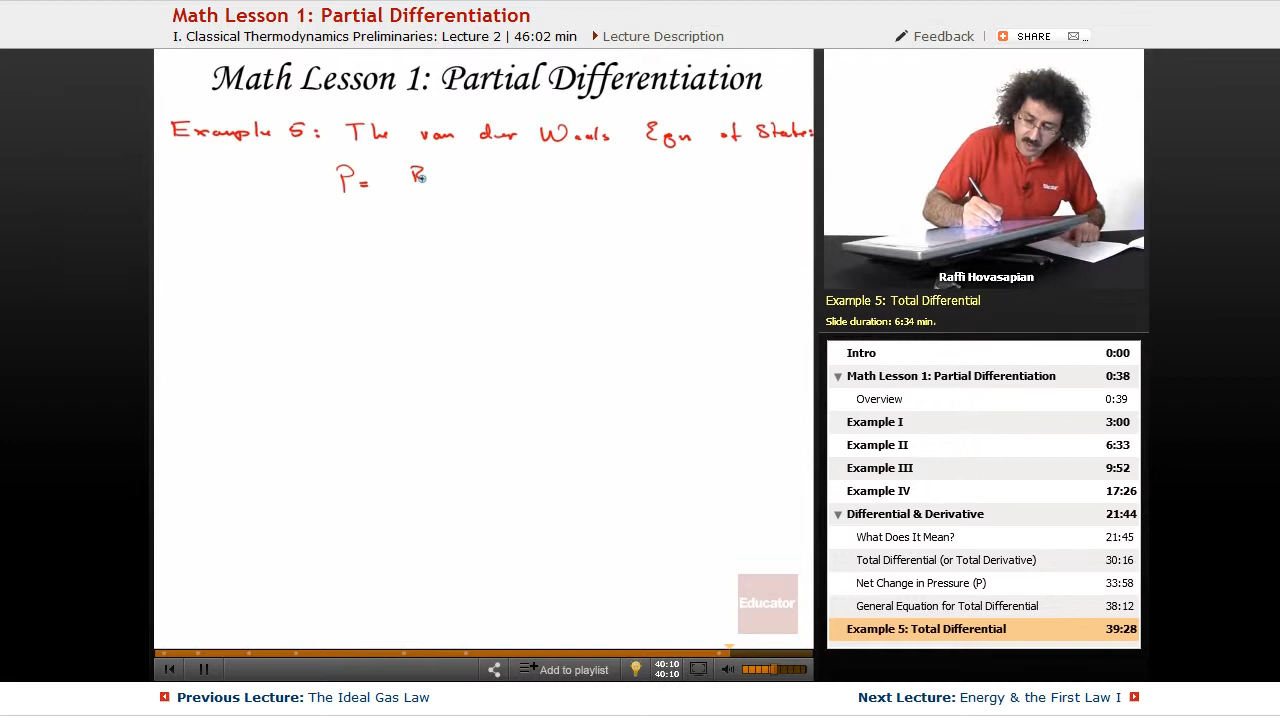 Math Lesson 1: Partial Differentiation
I. Classical Thermodynamics Preliminaries: Lecture 2 | 46:02 min
Lecture Description
Feedback
SHARE
Math Lesson 1: Partial Differentiation
Example 5: The van der Waals Eqn of State:
P = R
Educator
Raffi Hovasapian
Example 5: Total Differential
Slide duration: 6:34 min.
Intro 0:00
Math Lesson 1: Partial Differentiation 0:38
Overview 0:39
Example I 3:00
Example II 6:33
Example III 9:52
Example IV 17:26
Differential & Derivative 21:44
What Does It Mean? 21:45
Total Differential (or Total Derivative) 30:16
Net Change in Pressure (P) 33:58
General Equation for Total Differential 38:12
Example 5: Total Differential 39:28
Add to playlist
40:10
40:10
Previous Lecture: The Ideal Gas Law
Next Lecture: Energy & the First Law I